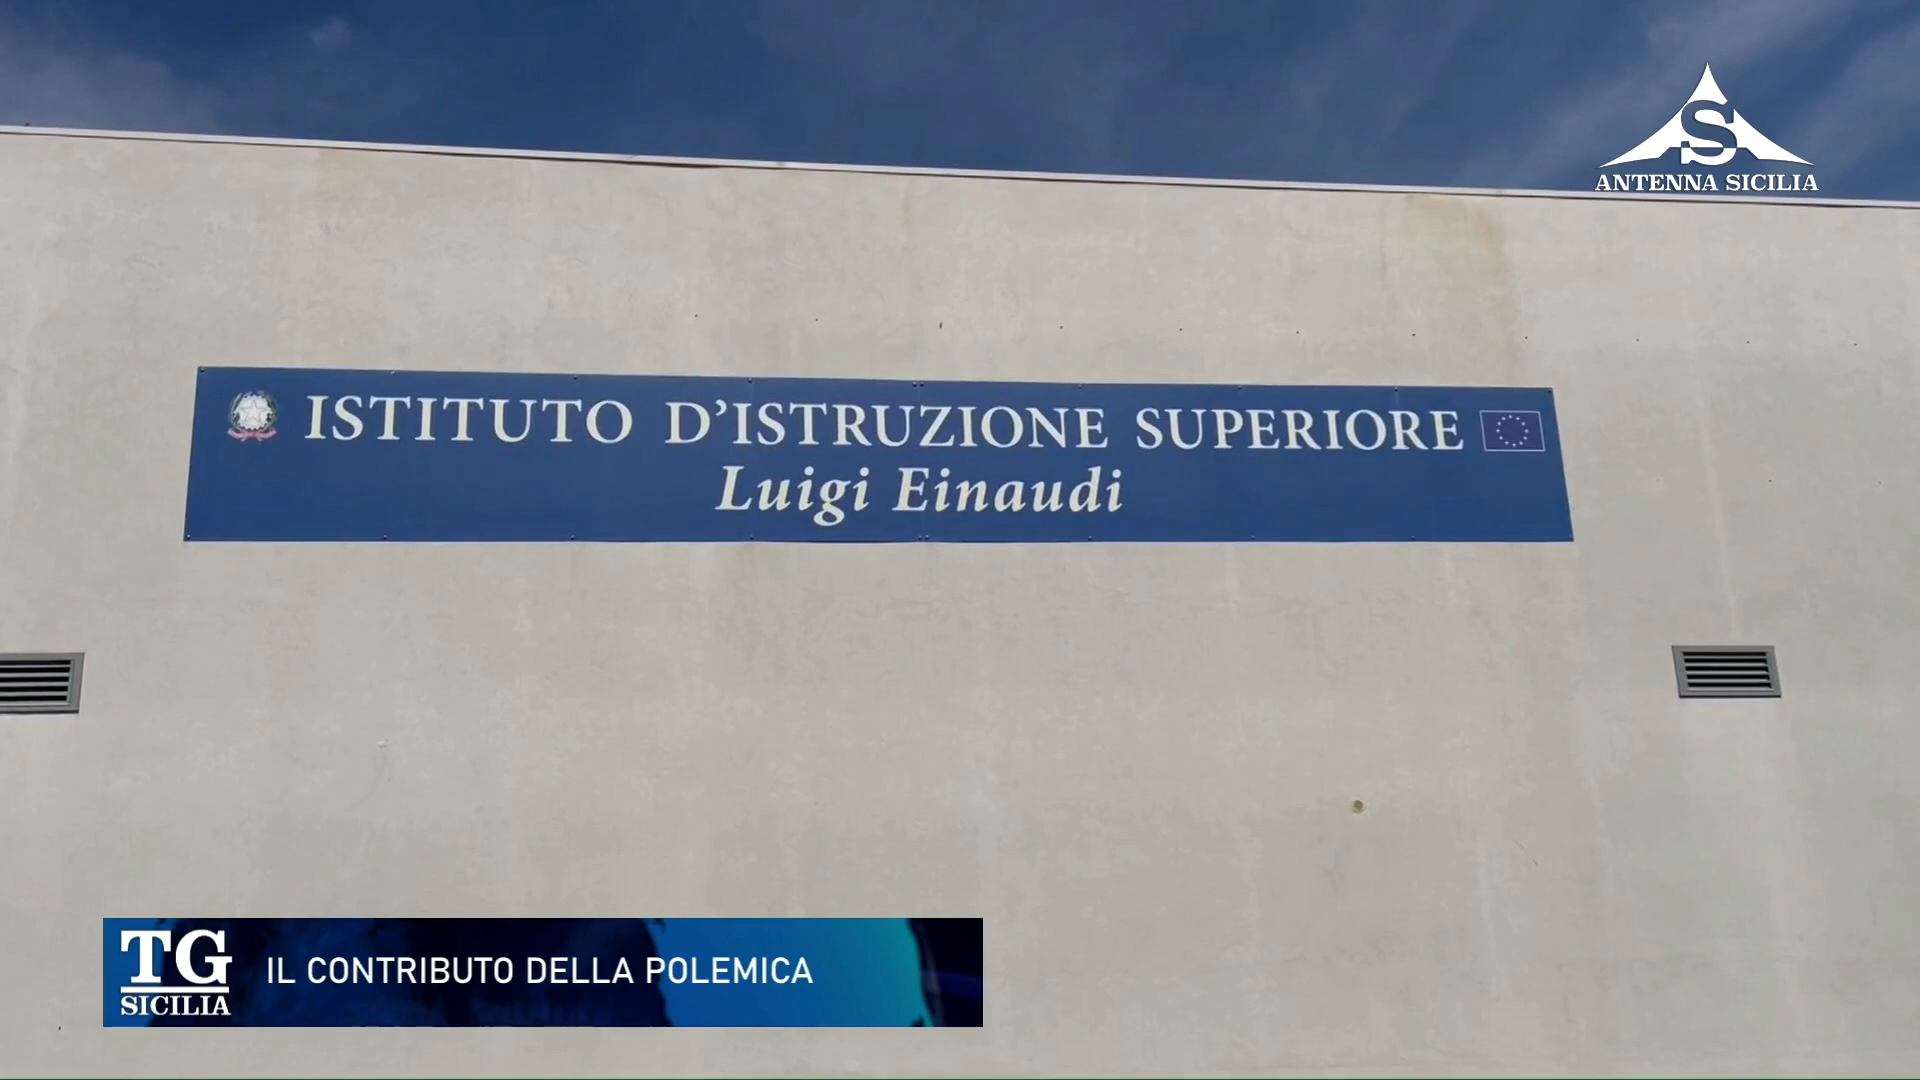 ANTENNA SICILIA
ISTITUTO D'ISTRUZIONE SUPERIORE
Luigi Einaudi
TG
SICILIA
IL CONTRIBUTO DELLA POLEMICA